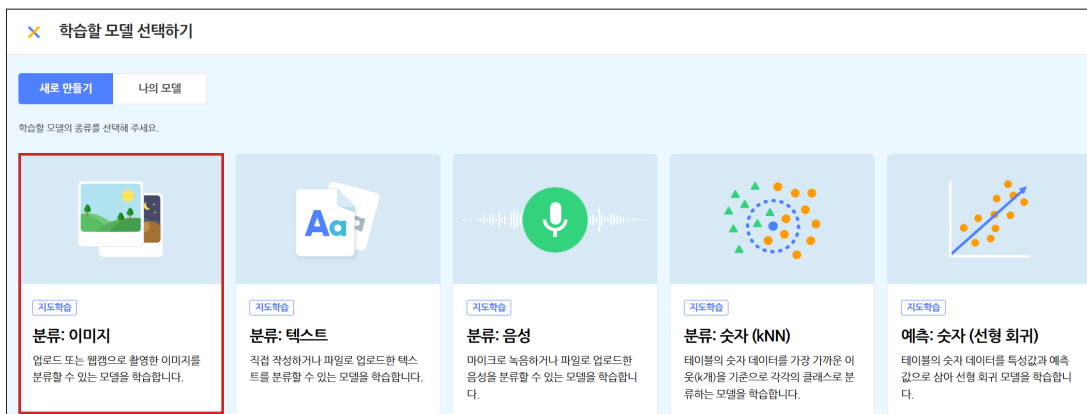 학습할 모델 선택하기
새로 만들기
나의 모델
학습할 모델의 종류를 선택해 주세요.
Aa
지도학습
분류: 이미지
업로드 또는 웹캠으로 촬영한 이미지를
분류할 수 있는 모델을 학습합니다.
지도학습
분류: 텍스트
직접 작성하거나 파일로 업로드한 텍스
트를 분류할 수 있는 모델을 학습합니다.
지도학습
분류: 음성
마이크로 녹음하거나 파일로 업로드한
음성을 분류할 수 있는 모델을 학습합니
다.
지도학습
분류: 숫자 (kNN)
테이블의 숫자 데이터를 가장 가까운 이
웃(k개)을 기준으로 각각의 클래스로 분
류하는 모델을 학습합니다.
지도학습
예측: 숫자 (선형 회귀)
테이블의 숫자 데이터를 특성값과 예측
값으로 삼아 선형 회귀 모델을 학습합니
다.